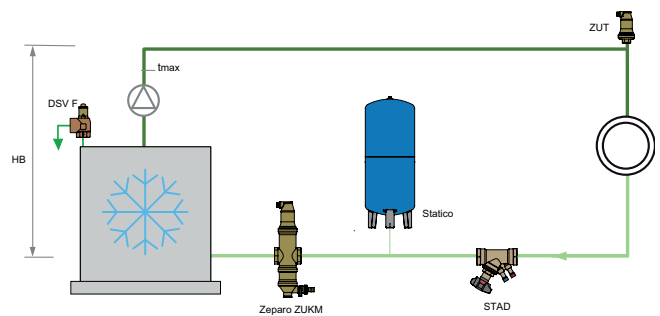 ZUT
tmax
DSV F
HB
Statico
Zeparo ZUKM
STAD